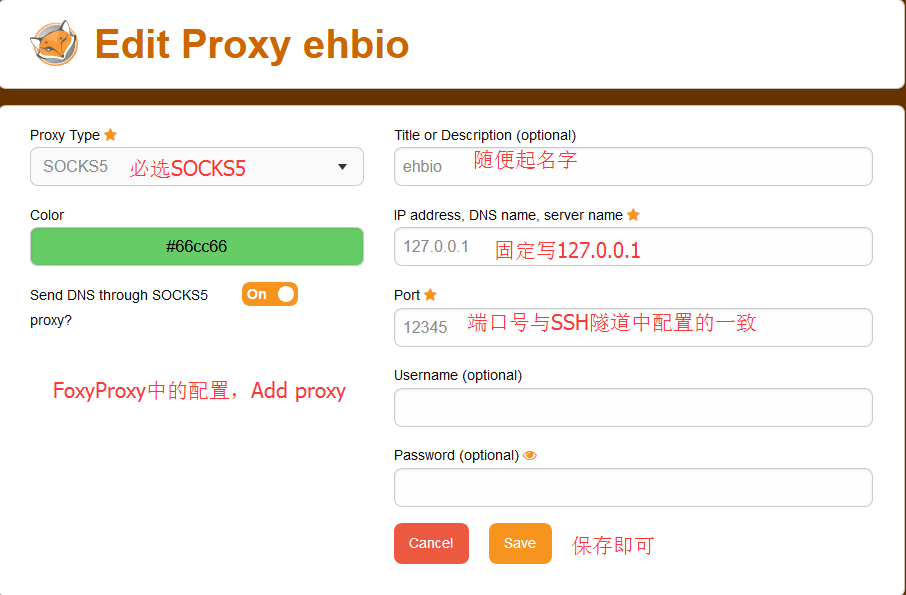 Edit Proxy ehbio
Proxy Type
SOCKS5 必选SOCKS5
Title or Description (optional)
ehbio 随便起名字
Color
#66cc66
IP address, DNS name, server name
127.0.0.1 固定写127.0.0.1
Send DNS through SOCKS5
proxy?
On
Port
12345 端口号与SSH隧道中配置的一致
FoxyProxy中的配置，Add proxy
Username (optional)
Password (optional)
Cancel Save 保存即可